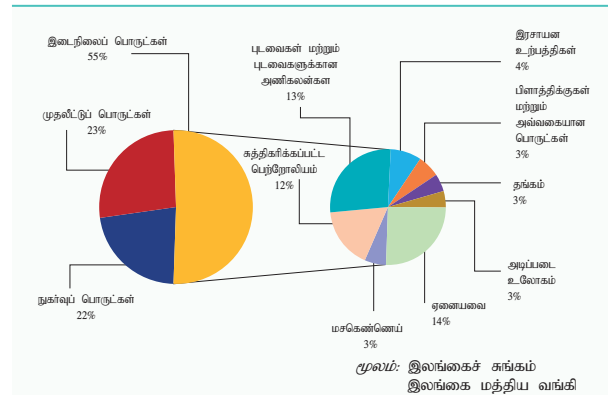 இடைநிலைப் பொருட்கள்
55%
முதலீட்டுப் பொருட்கள்
23%
நுகர்வுப் பொருட்கள்
22%
புடவைகள் மற்றும்
புடவைகளுக்கான
அணிகலன்கள
13%
சுத்திகரிக்கப்பட்ட
பெற்றோலியம்
12%
மசகெண்ணெய்
3%
இரசாயன
உற்பத்திகள்
4%
பிளாத்திக்குகள்
மற்றும்
அவ்வகையான
பொருட்கள்
3%
தங்கம்
3%
அடிப்படை
உலோகம்
3%
ஏனையவை
14%
மூலம்: இலங்கைச் சுங்கம்
இலங்கை மத்திய வங்கி